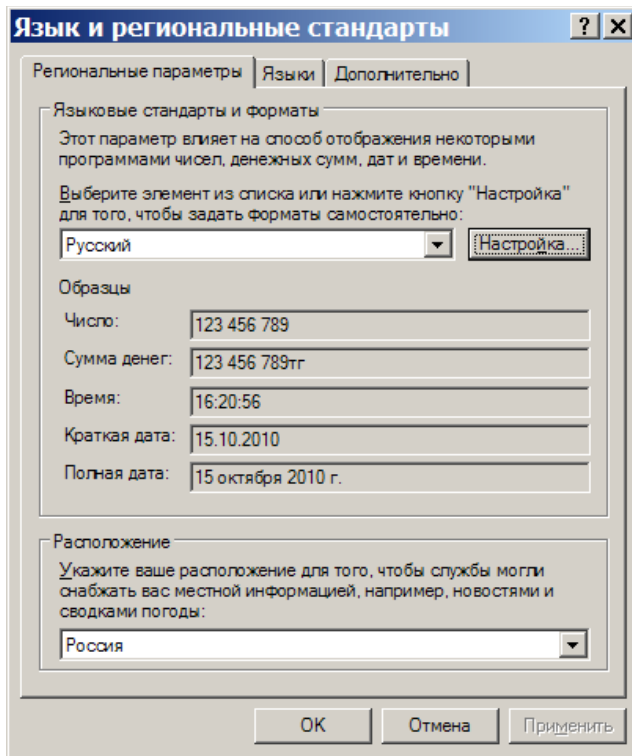 Язык и региональные стандарты
Региональные параметры Языки Дополнительно
Языковые стандарты и форматы
Этот параметр влияет на способ отображения некоторыми
программами чисел, денежных сумм, дат и времени.
Выберите элемент из списка или нажмите кнопку "Настройка"
для того, чтобы задать форматы самостоятельно:
Русский Настройка...
Образцы
Число: 123 456 789
Сумма денег: 123 456 789тг
Время: 16:20:56
Краткая дата: 15.10.2010
Полная дата: 15 октября 2010 г.
Расположение
Укажите ваше расположение для того, чтобы службы могли
снабжать вас местной информацией, например, новостями и
сводками погоды:
Россия
OK Отмена Применить